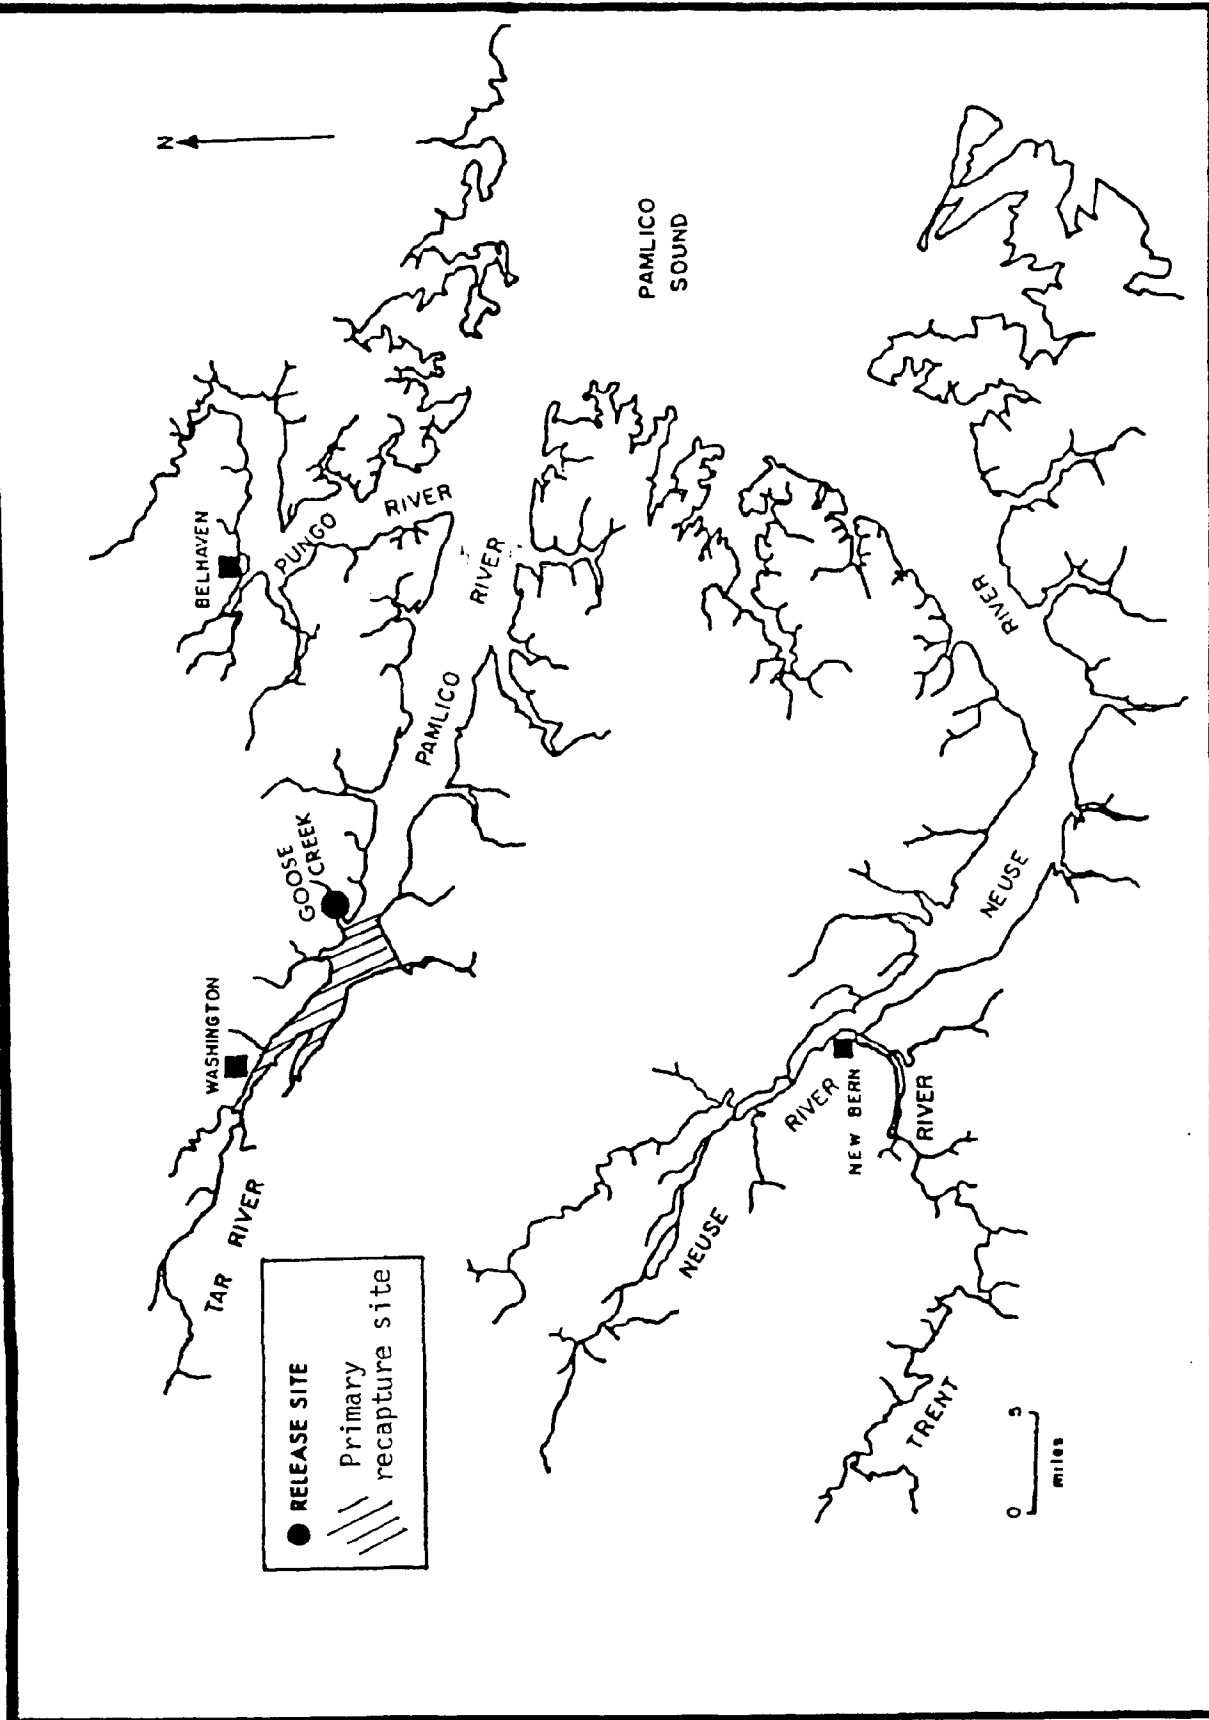 N
BELHAVEN
PUNGO
RIVER
PAMLICO
SOUND
GOOSE
CREEK
PAMLICO
RIVER
WASHINGTON
TAR
RIVER
NEUSE
RIVER
NEUSE
RIVER
NEW BERN
TRENT
RIVER
RELEASE SITE
Primary
recapture site
0 5
miles